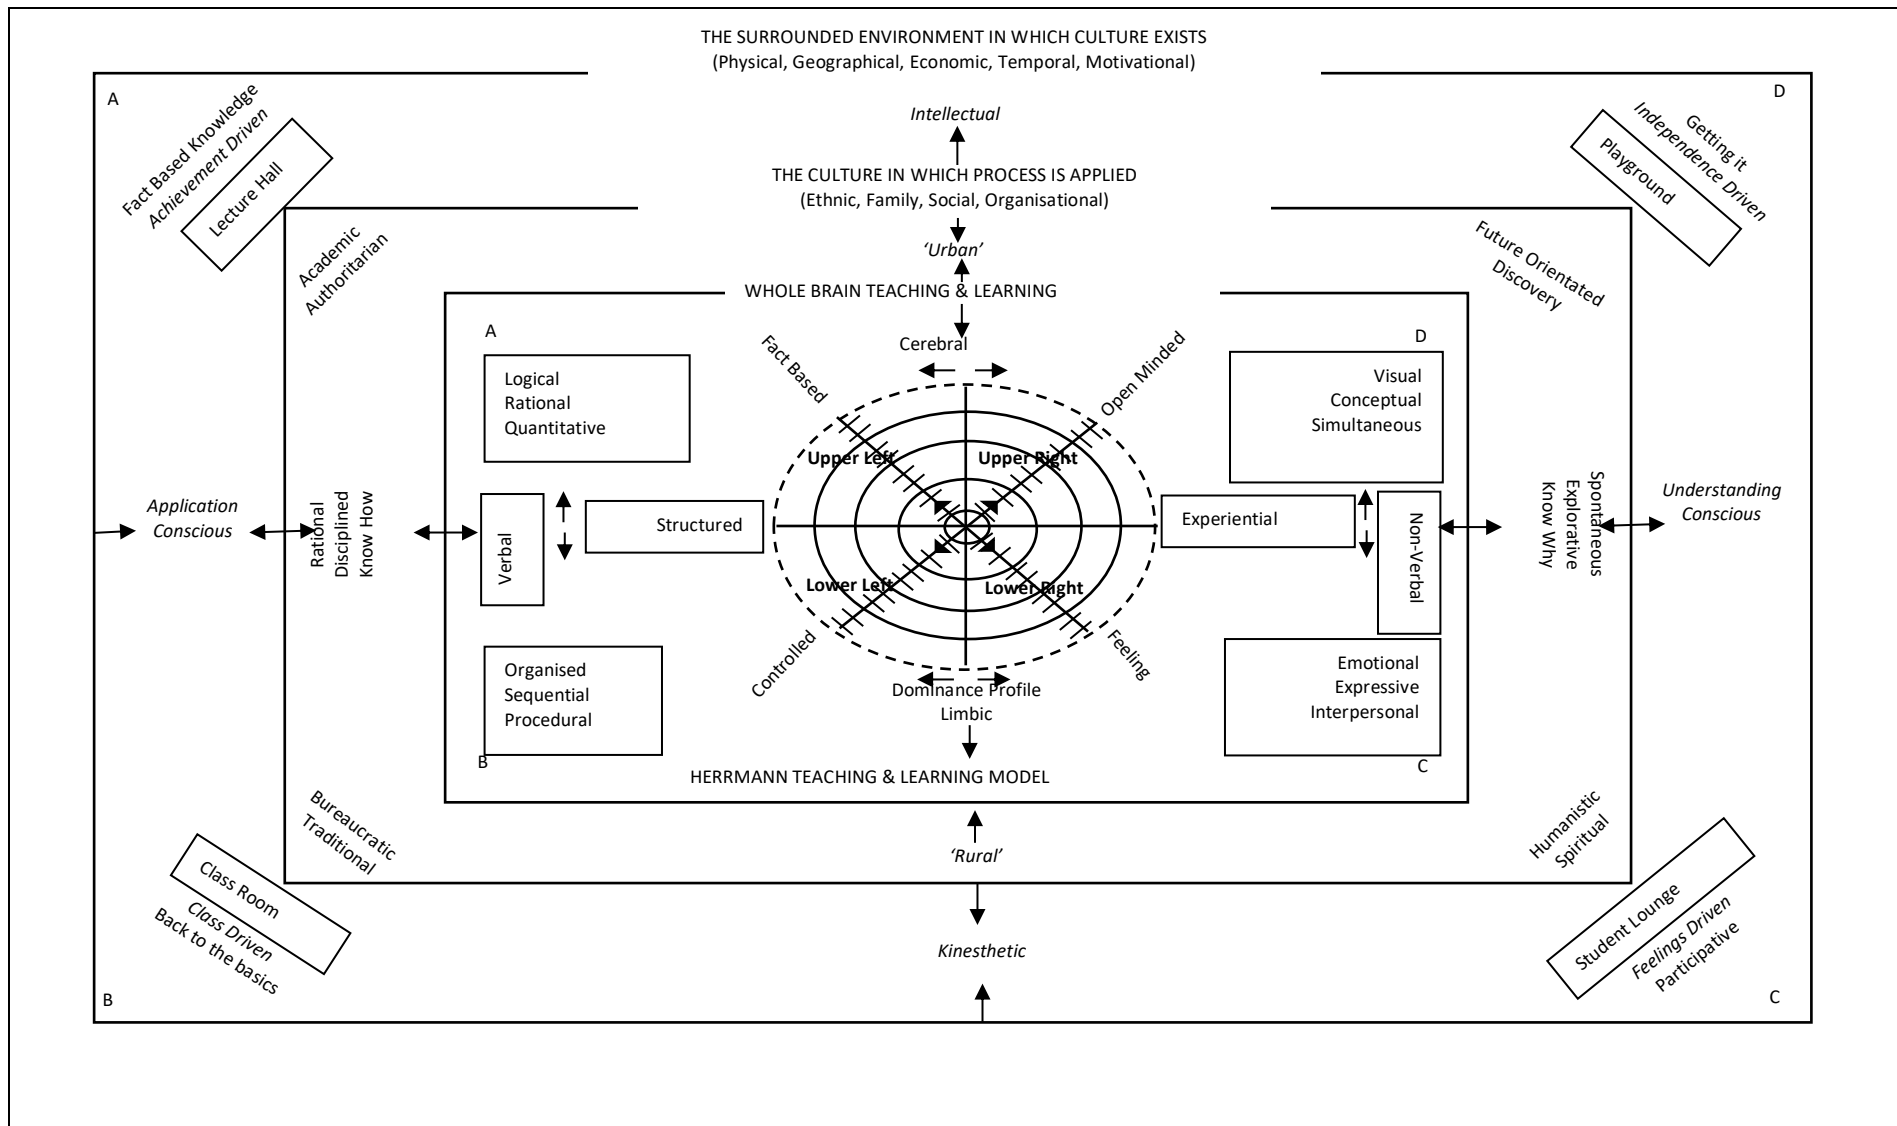 THE SURROUNDED ENVIRONMENT IN WHICH CULTURE EXISTS
(Physical, Geographical, Economic, Temporal, Motivational)
A
D
Fact Based Knowledge
Achievement Driven
Lecture Hall
Intellectual
Getting it
Independence Driven
Playground
THE CULTURE IN WHICH PROCESS IS APPLIED
(Ethnic, Family, Social, Organisational)
Academic
Authoritarian
‘Urban’
Future Orientated
Discovery
WHOLE BRAIN TEACHING & LEARNING
A
D
Cerebral
Fact Based
Open Minded
Logical
Rational
Quantitative
Visual
Conceptual
Simultaneous
Upper Left
Upper Right
Application
Conscious
Rational
Disciplined
Know How
Verbal
Structured
Experiential
Non-Verbal
Spontaneous
Explorative
Know Why
Understanding
Conscious
Lower Left
Lower Right
Controlled
Feeling
Organised
Sequential
Procedural
Emotional
Expressive
Interpersonal
Dominance Profile
Limbic
B
C
HERRMANN TEACHING & LEARNING MODEL
Bureaucratic
Traditional
‘Rural’
Humanistic
Spiritual
Class Room
Class Driven
Back to the basics
Kinesthetic
Student Lounge
Feelings Driven
Participative
B
C